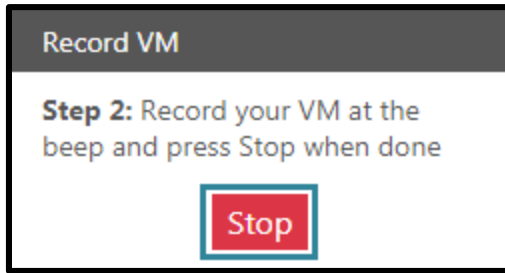 Record VM
Step 2: Record your VM at the
beep and press Stop when done
Stop